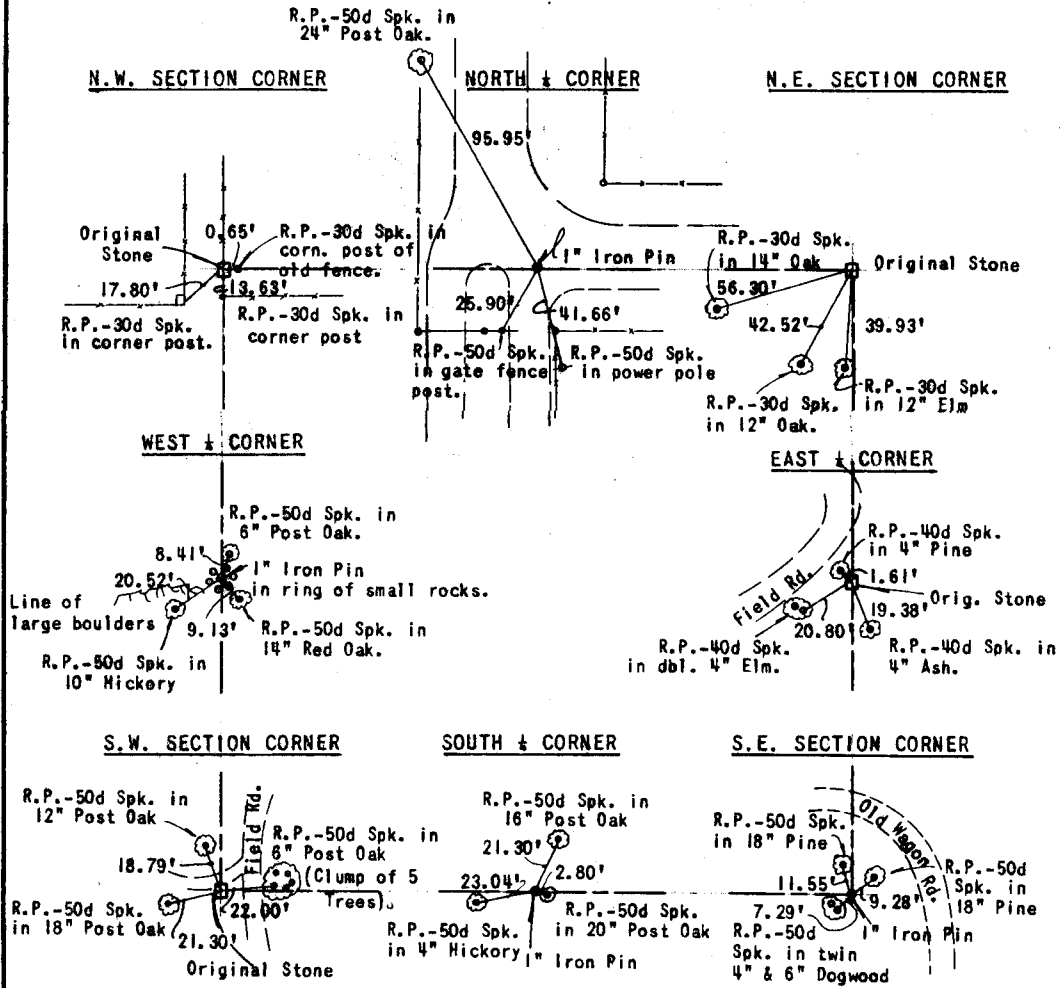 R.P.-50d Spk. in
24" Post Oak.
N.W. SECTION CORNER
NORTH ¼ CORNER
N.E. SECTION CORNER
95.95'
Original
Stone
0.65'
R.P.-30d Spk. in
corn. post of
old fence.
17.80'
13.63'
R.P.-30d Spk.
in corner post.
R.P.-30d Spk. in
corner post
1" Iron Pin
25.90'
41.66'
R.P.-50d Spk.
in gate fence
post.
R.P.-50d Spk.
in power pole
R.P.-30d Spk.
in 14" Oak
Original Stone
56.30'
42.52'
39.93'
R.P.-30d Spk.
in 12" Oak.
R.P.-30d Spk.
in 12" Elm
WEST ¼ CORNER
EAST ¼ CORNER
R.P.-50d Spk. in
6" Post Oak.
8.41'
1" Iron Pin
in ring of small rocks.
20.52'
Line of
large boulders
9.13'
R.P.-50d Spk. in
14" Red Oak.
R.P.-50d Spk. in
10" Hickory
R.P.-40d Spk.
in 4" Pine
Field Rd.
1.61'
Orig. Stone
19.38'
20.80'
R.P.-40d Spk.
in dbl. 4" Elm.
R.P.-40d Spk. in
4" Ash.
S.W. SECTION CORNER
SOUTH ¼ CORNER
S.E. SECTION CORNER
R.P.-50d Spk. in
12" Post Oak
Field Rd.
R.P.-50d Spk. in
6" Post Oak
(Clump of 5
Trees).
18.79'
22.00'
R.P.-50d Spk.
in 18" Post Oak
21.30'
Original Stone
R.P.-50d Spk. in
16" Post Oak
21.30'
2.80'
23.04'
R.P.-50d Spk.
in 4" Hickory
R.P.-50d Spk.
in 20" Post Oak
1" Iron Pin
Old Wagon Rd.
R.P.-50d Spk.
in 18" Pine
R.P.-50d
Spk. in
18" Pine
11.55'
9.28'
7.29'
R.P.-50d
Spk. in twin
4" & 6" Dogwood
1" Iron Pin